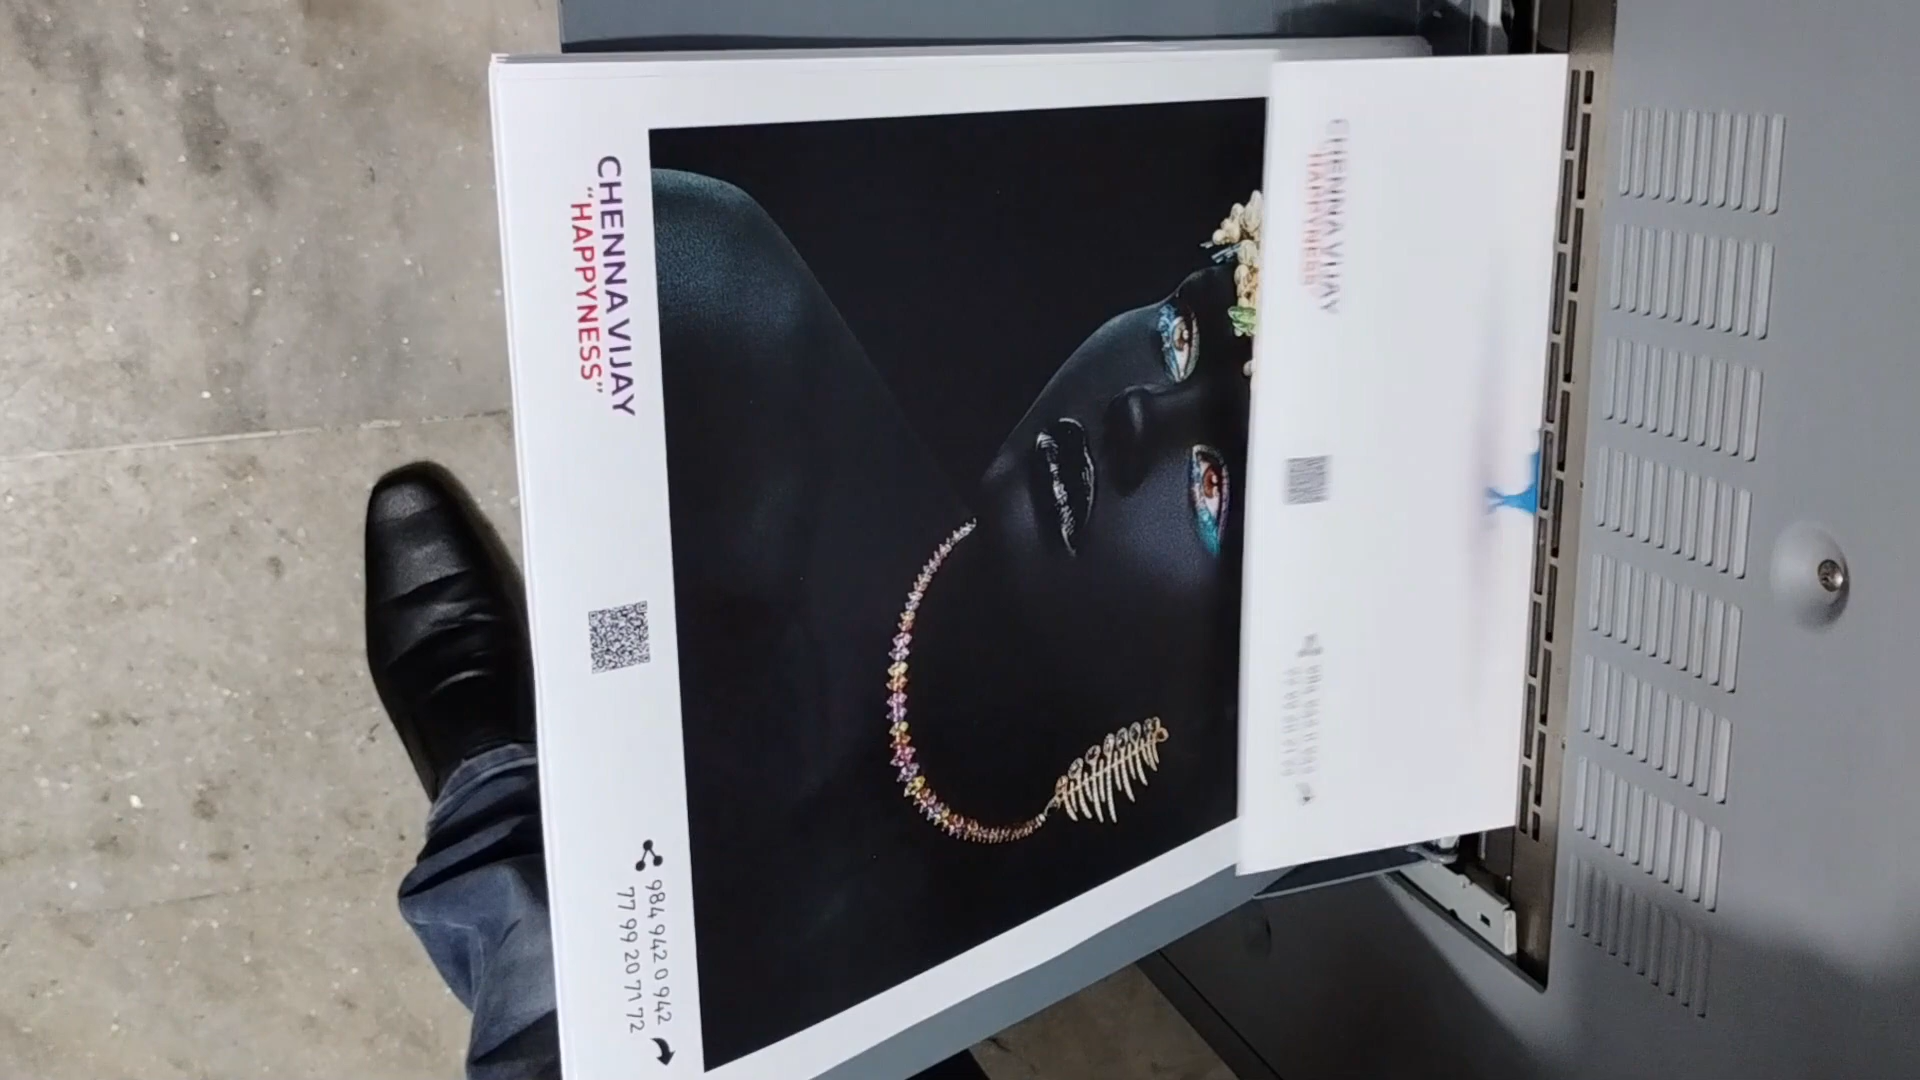 CHENNA VIJAY
“HAPPYNESS”
984 942 0 942
77 99 20 71 72
CHENNA VIJAY
“HAPPYNESS”